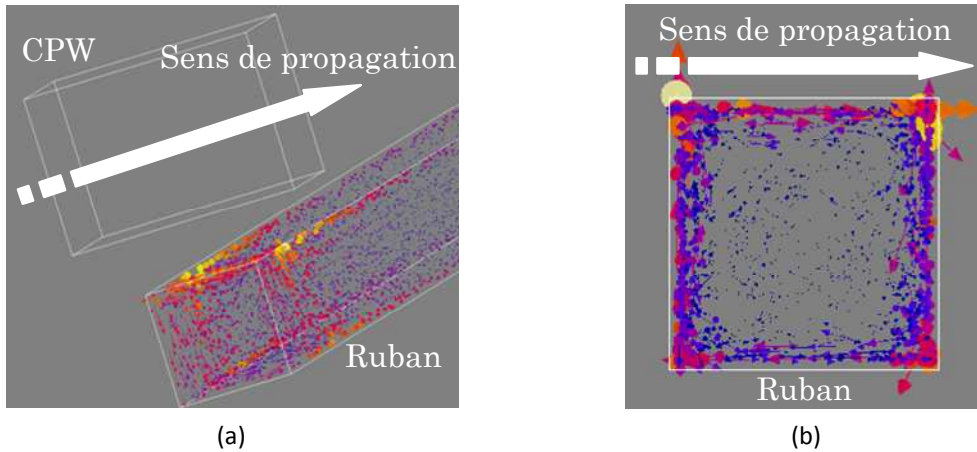 CPW
Sens de propagation
Ruban
(a)
Sens de propagation
Ruban
(b)